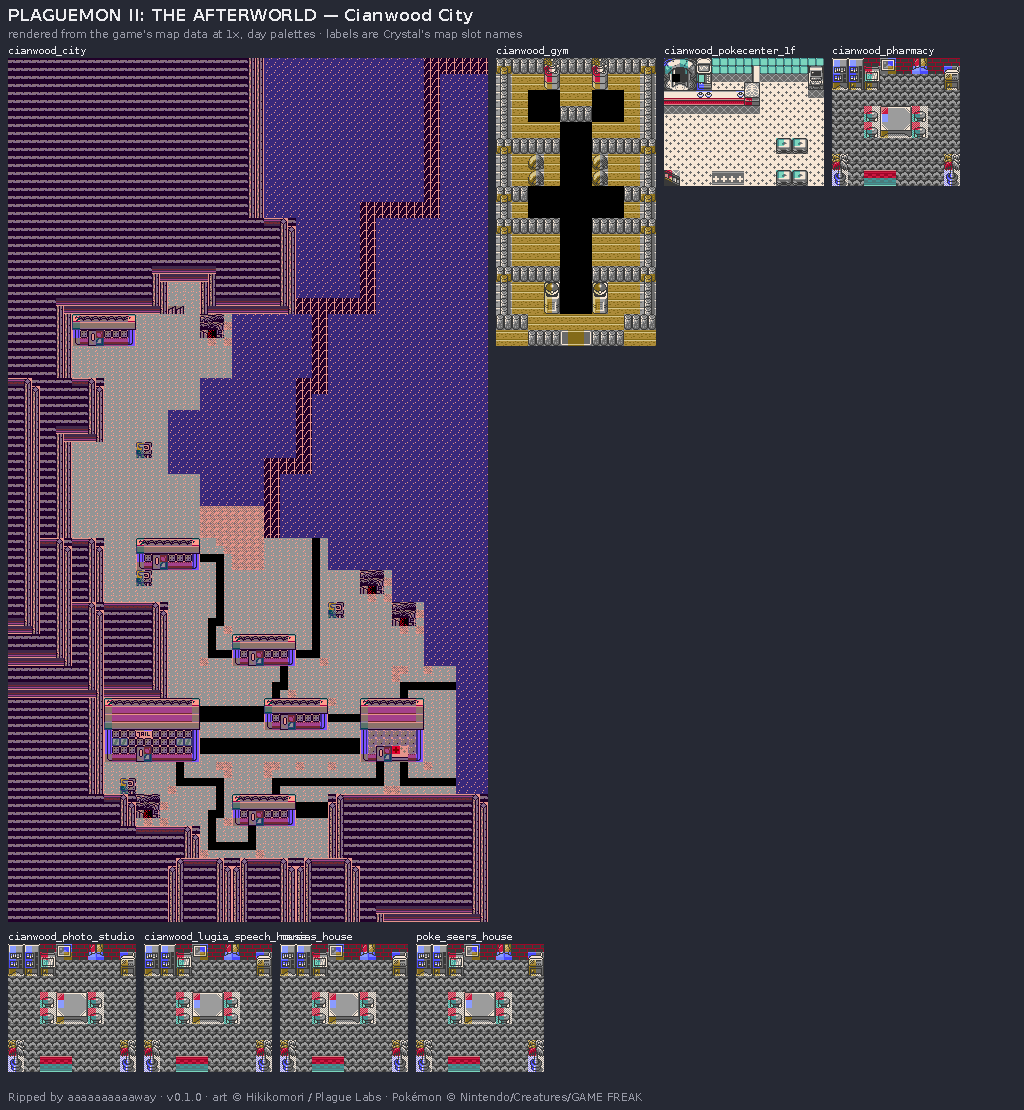 PLAGUEMON II: THE AFTERWORLD — Cianwood City
rendered from the game's map data at 1x, day palettes · labels are Crystal's map slot names
cianwood_city
cianwood_gym
cianwood_pokecenter_1f
cianwood_pharmacy
cianwood_photo_studio
cianwood_lugia_speech_house
poke_seers_house
Ripped by aaaaaaaaaaway · v0.1.0 · art © Hikikomori / Plague Labs · Pokémon © Nintendo/Creatures/GAME FREAK